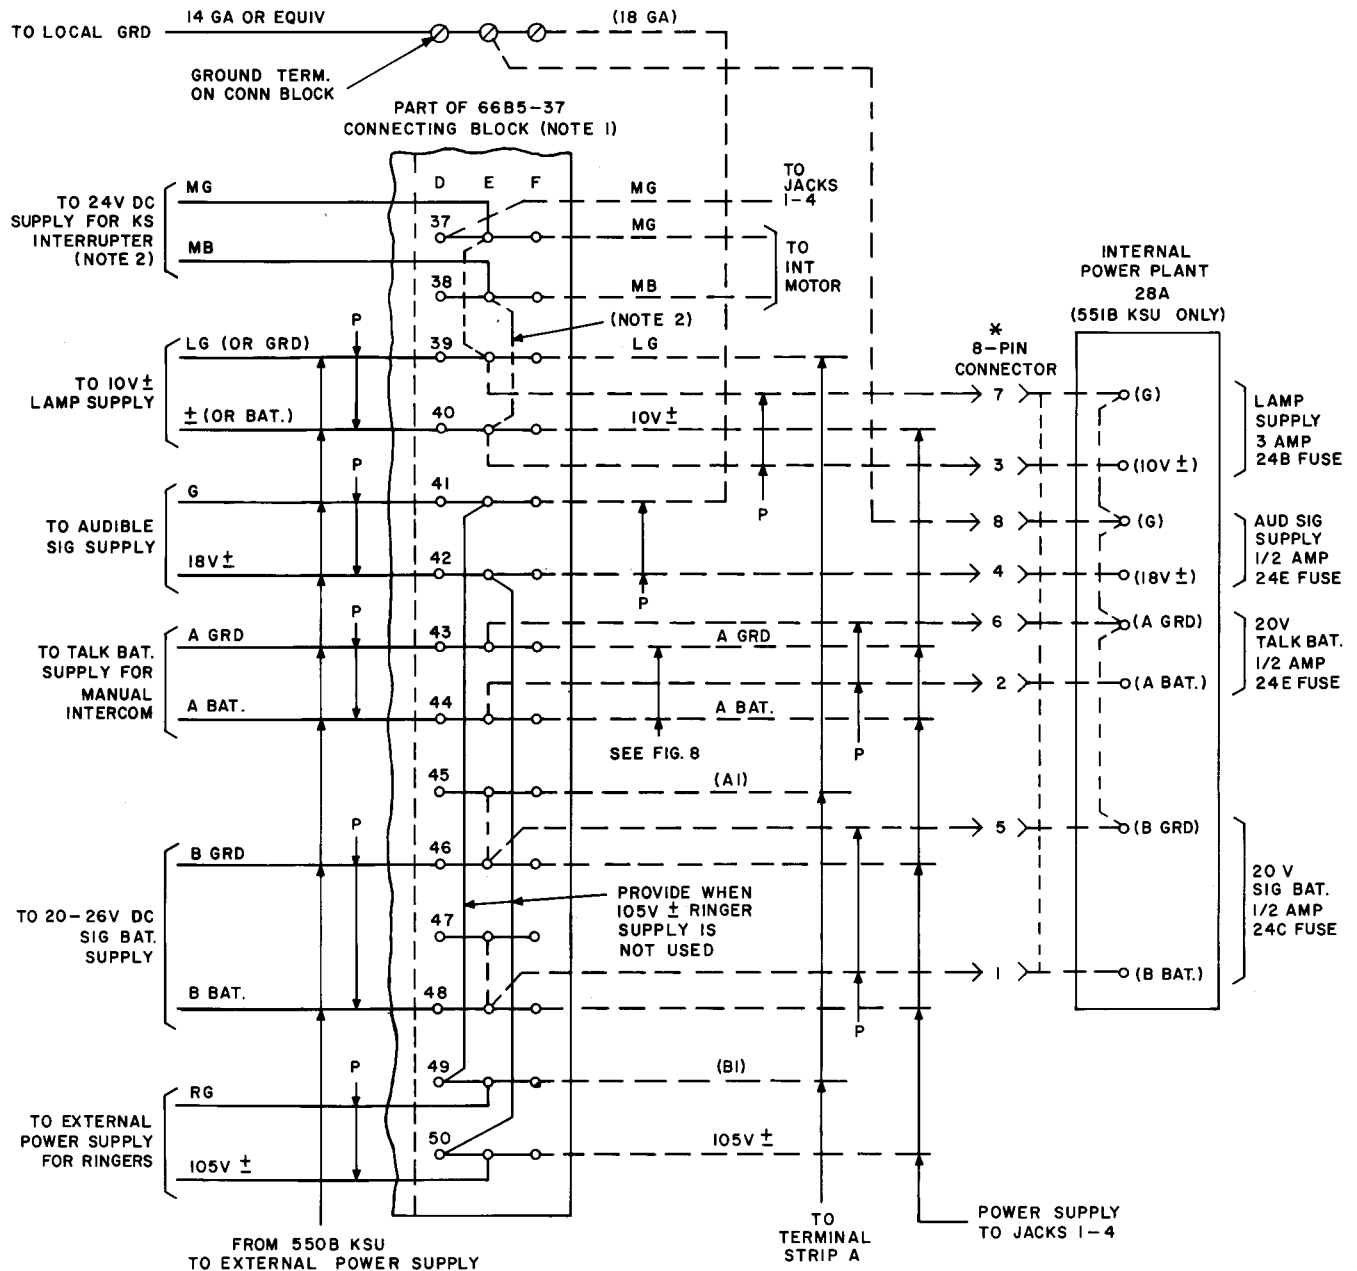 TO LOCAL GRD
14 GA OR EQUIV
(18 GA)
GROUND TERM.
ON CONN BLOCK
PART OF 66B5-37
CONNECTING BLOCK (NOTE 1)
D E F
TO 24V DC
SUPPLY FOR KS
INTERRUPTER
(NOTE 2)
MG
MB
37
38
MG
MG
MB
TO
JACKS
1-4
TO
INT
MOTOR
(NOTE 2)
TO 10V ±
LAMP SUPPLY
LG (OR GRD)
± (OR BAT.)
P
39
40
LG
10V ±
P
TO AUDIBLE
SIG SUPPLY
G
18V ±
P
41
42
P
TO TALK BAT.
SUPPLY FOR
MANUAL
INTERCOM
A GRD
A BAT.
P
43
44
A GRD
A BAT.
SEE FIG. 8
P
45
(A1)
TO 20-26V DC
SIG BAT.
SUPPLY
B GRD
B BAT.
P
46
47
48
PROVIDE WHEN
105V ± RINGER
SUPPLY IS
NOT USED
P
TO EXTERNAL
POWER SUPPLY
FOR RINGERS
RG
105V ±
P
49
50
(B1)
105V ±
FROM 550B KSU
TO EXTERNAL POWER SUPPLY
TO
TERMINAL
STRIP A
POWER SUPPLY
TO JACKS 1-4
*
8-PIN
CONNECTOR
7
3
8
4
6
2
5
1
INTERNAL
POWER PLANT
28A
(551B KSU ONLY)
(G)
(10V ±)
(G)
(18V ±)
(A GRD)
(A BAT.)
(B GRD)
(B BAT.)
LAMP
SUPPLY
3 AMP
24B FUSE
AUD SIG
SUPPLY
1/2 AMP
24E FUSE
20V
TALK BAT.
1/2 AMP
24E FUSE
20 V
SIG BAT.
1/2 AMP
24C FUSE